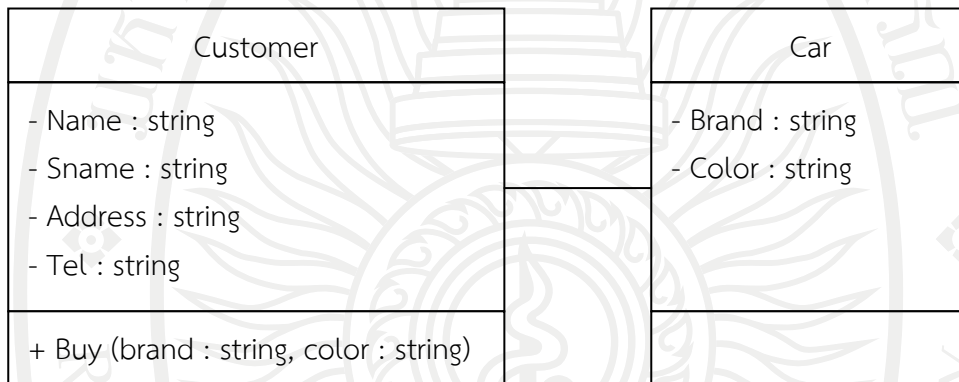 Customer
- Name : string
- Sname : string
- Address : string
- Tel : string
+ Buy (brand : string, color : string)
Car
- Brand : string
- Color : string